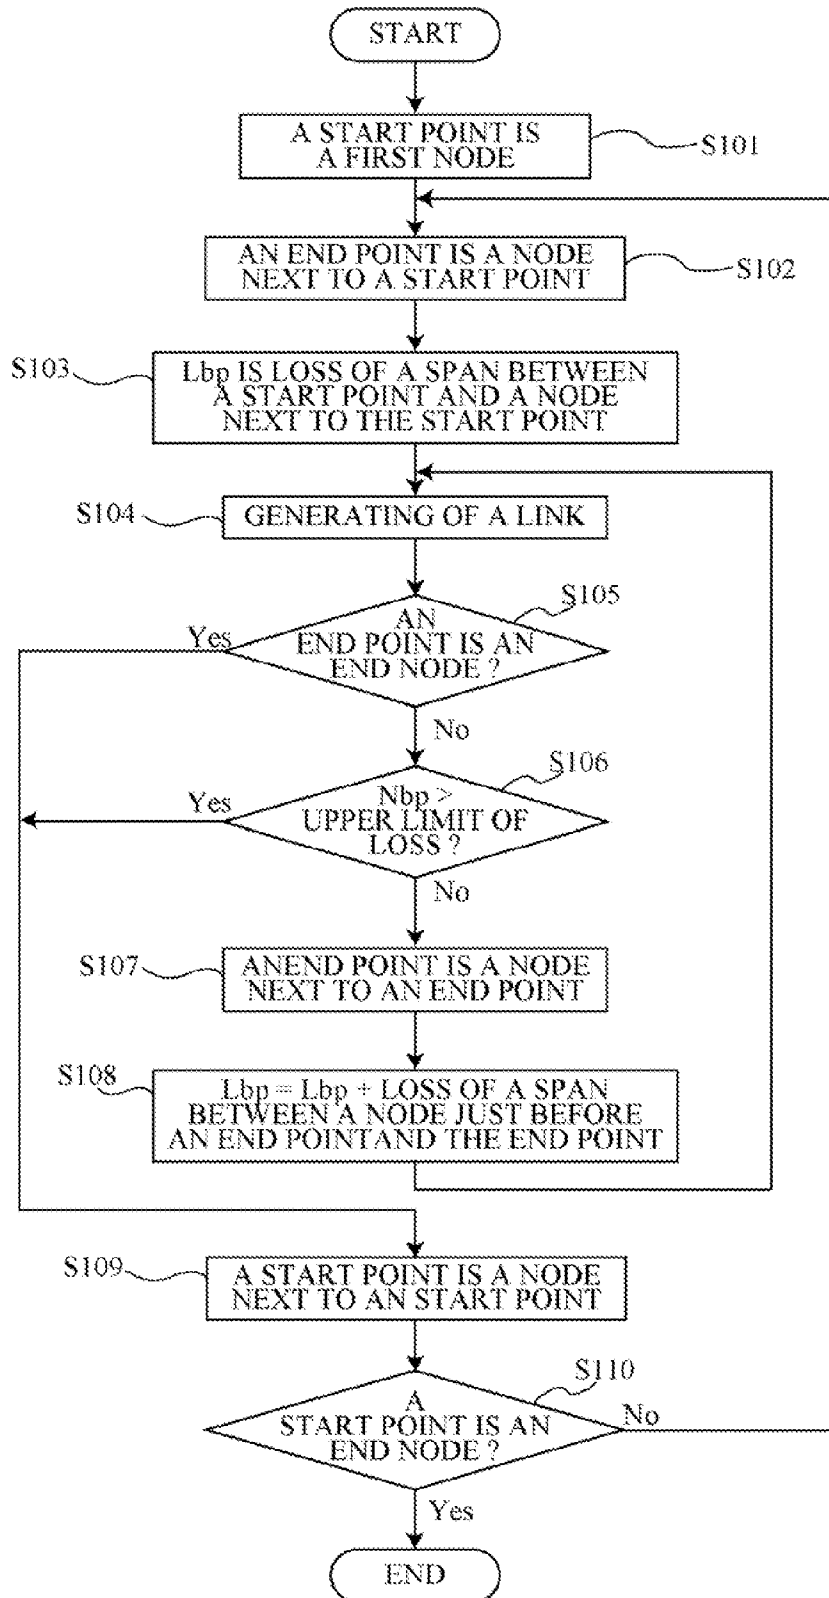 START
A START POINT IS
A FIRST NODE
S101
AN END POINT IS A NODE
NEXT TO A START POINT
S102
S103
Lbp IS LOSS OF A SPAN BETWEEN
A START POINT AND A NODE
NEXT TO THE START POINT
S104
GENERATING OF A LINK
S105
AN
END POINT IS AN
END NODE ?
Yes
No
S106
Nbp >
UPPER LIMIT OF
LOSS ?
Yes
No
S107
ANEND POINT IS A NODE
NEXT TO AN END POINT
S108
Lbp = Lbp + LOSS OF A SPAN
BETWEEN A NODE JUST BEFORE
AN END POINTAND THE END POINT
S109
A START POINT IS A NODE
NEXT TO AN START POINT
S110
A
START POINT IS AN
END NODE ?
No
Yes
END